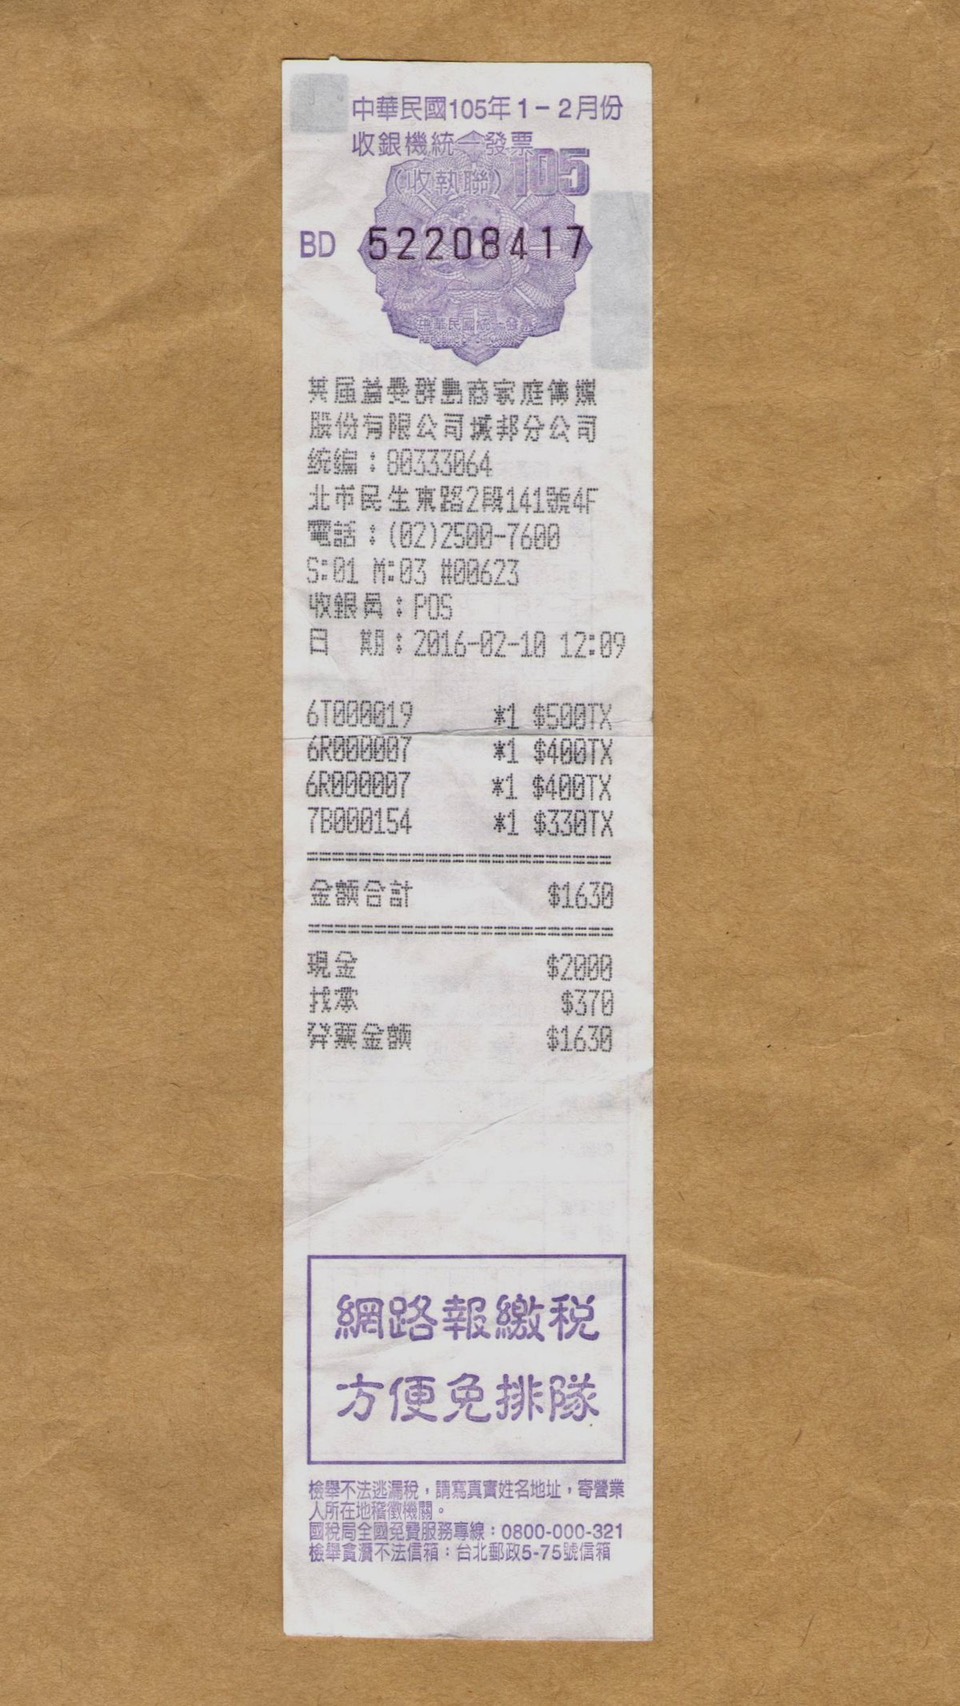 中華民國105年1－2月份
收銀機統一發票
(收執聯) 105
BD 52208417
中華民國統一發票
英屬蓋曼群島商家庭傳媒
股份有限公司城邦分公司
統編：80333064
北市民生東路2段141號4F
電話：(02)2500-7600
S:01 M:03 #00623
收銀員：POS
日　期：2016-02-10 12:09
6T000019 *1 $500TX
6R000007 *1 $400TX
6R000007 *1 $400TX
7B000154 *1 $330TX
金額合計 $1630
現金 $2000
找零 $370
發票金額 $1630
網路報繳稅
方便免排隊
檢舉不法逃漏稅，請寫真實姓名地址，寄營業
人所在地稽徵機關。
國稅局全國免費服務專線：0800-000-321
檢舉貪瀆不法信箱：台北郵政5-75號信箱